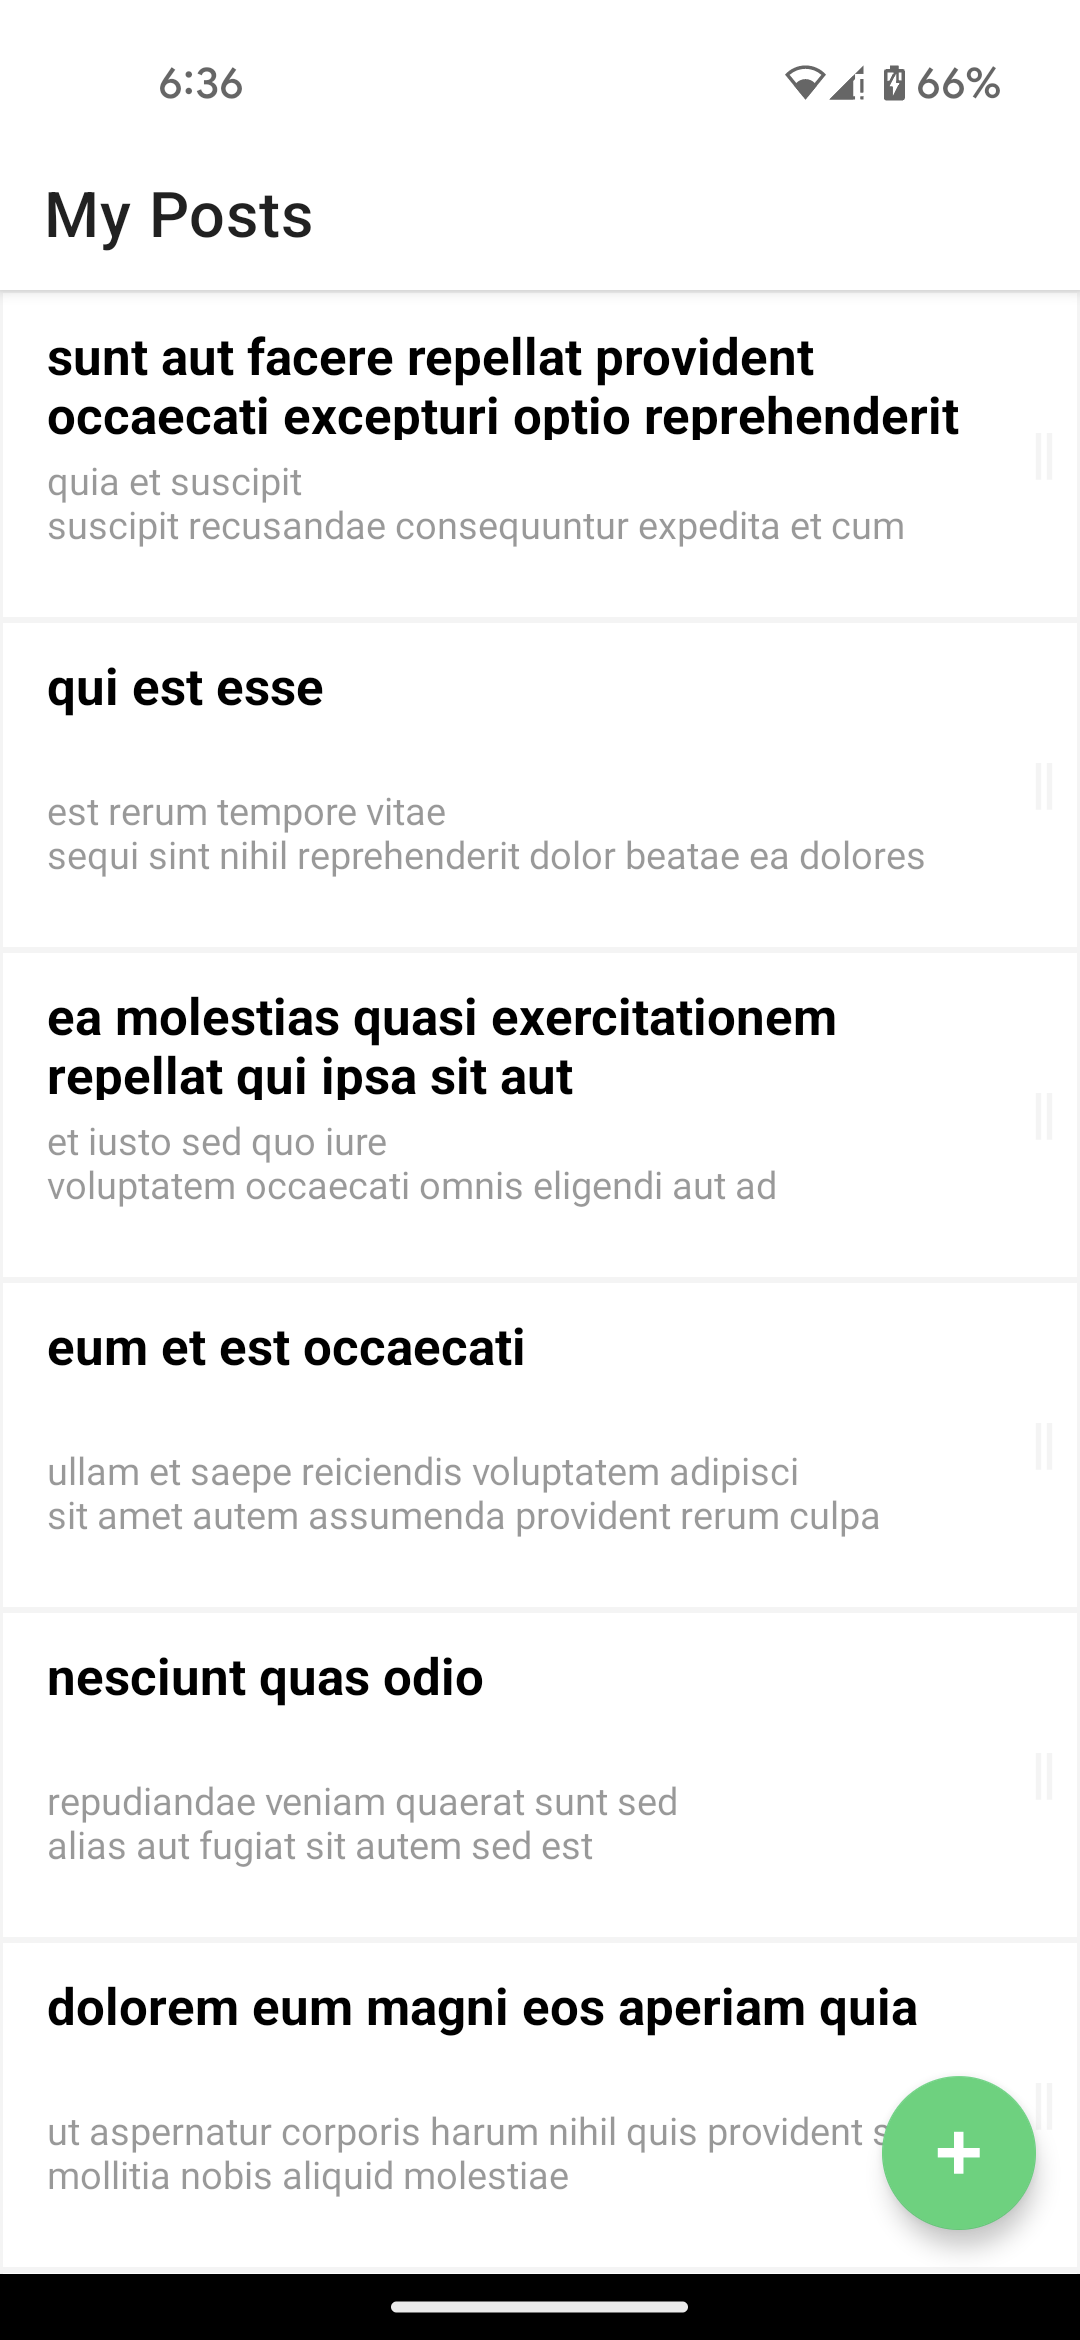 6:36
66%
My Posts
sunt aut facere repellat provident
occaecati excepturi optio reprehenderit
quia et suscipit
suscipit recusandae consequuntur expedita et cum
qui est esse
est rerum tempore vitae
sequi sint nihil reprehenderit dolor beatae ea dolores
ea molestias quasi exercitationem
repellat qui ipsa sit aut
et iusto sed quo iure
voluptatem occaecati omnis eligendi aut ad
eum et est occaecati
ullam et saepe reiciendis voluptatem adipisci
sit amet autem assumenda provident rerum culpa
nesciunt quas odio
repudiandae veniam quaerat sunt sed
alias aut fugiat sit autem sed est
dolorem eum magni eos aperiam quia
ut aspernatur corporis harum nihil quis provident
mollitia nobis aliquid molestiae